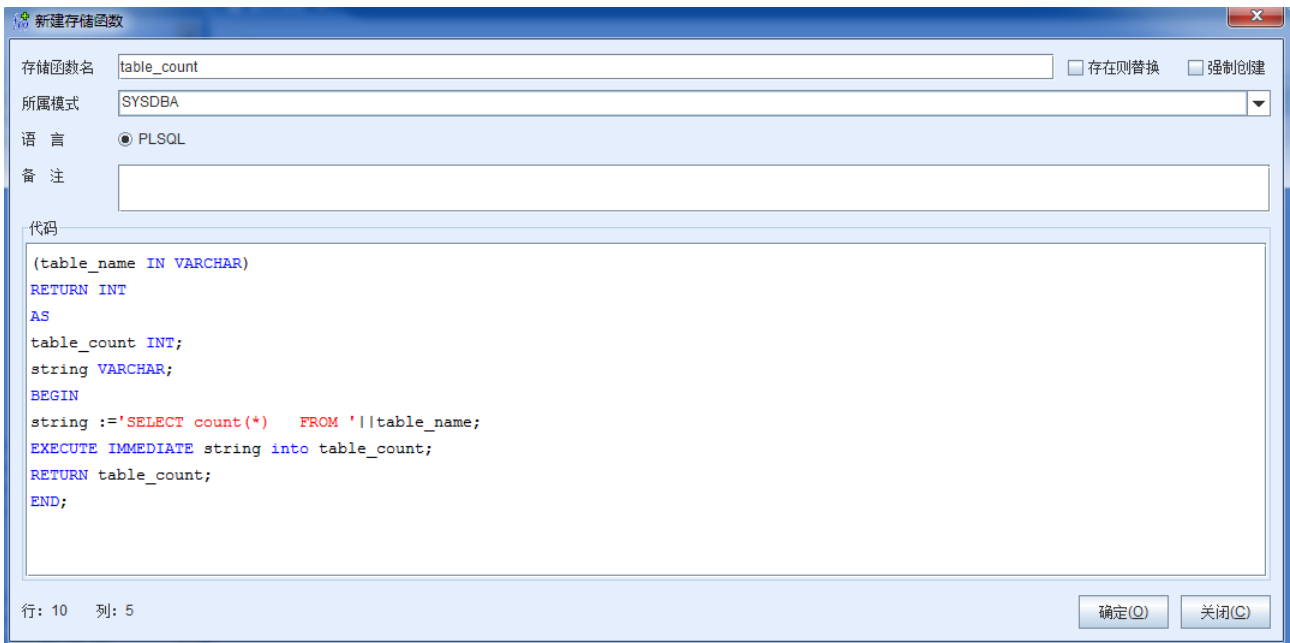 新建存储函数
存储函数名 table_count 存在则替换 强制创建
所属模式 SYSDBA
语 言 PLSQL
备 注
代码
(table_name IN VARCHAR)
RETURN INT
AS
table_count INT;
string VARCHAR;
BEGIN
string :='SELECT count(*)   FROM '||table_name;
EXECUTE IMMEDIATE string into table_count;
RETURN table_count;
END;
行: 10 列: 5 确定(O) 关闭(C)